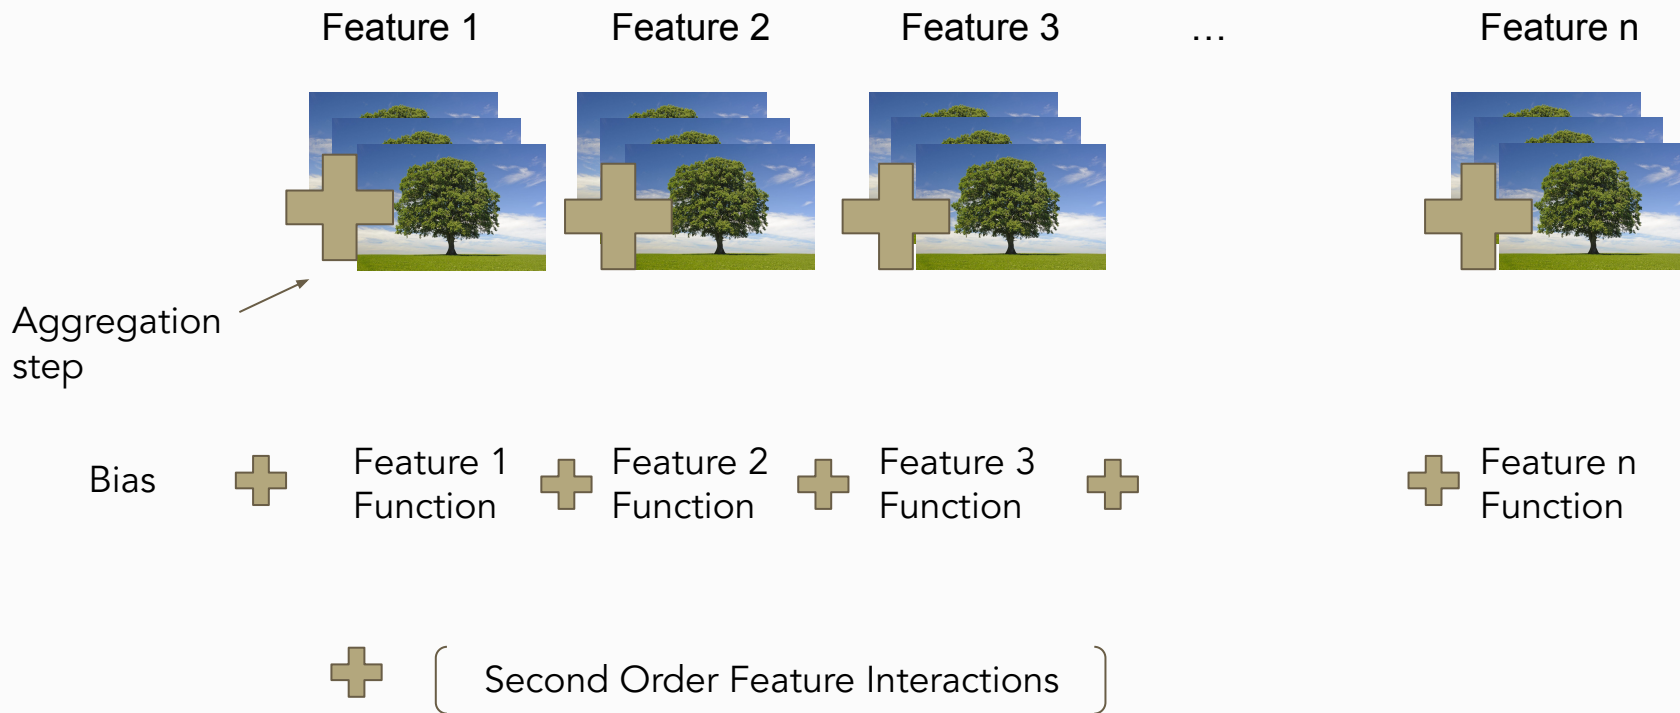 Feature 1
Feature 2
Feature 3
...
Feature n
Aggregation
step
Bias
Feature 1
Function
Feature 2
Function
Feature 3
Function
Feature n
Function
Second Order Feature Interactions